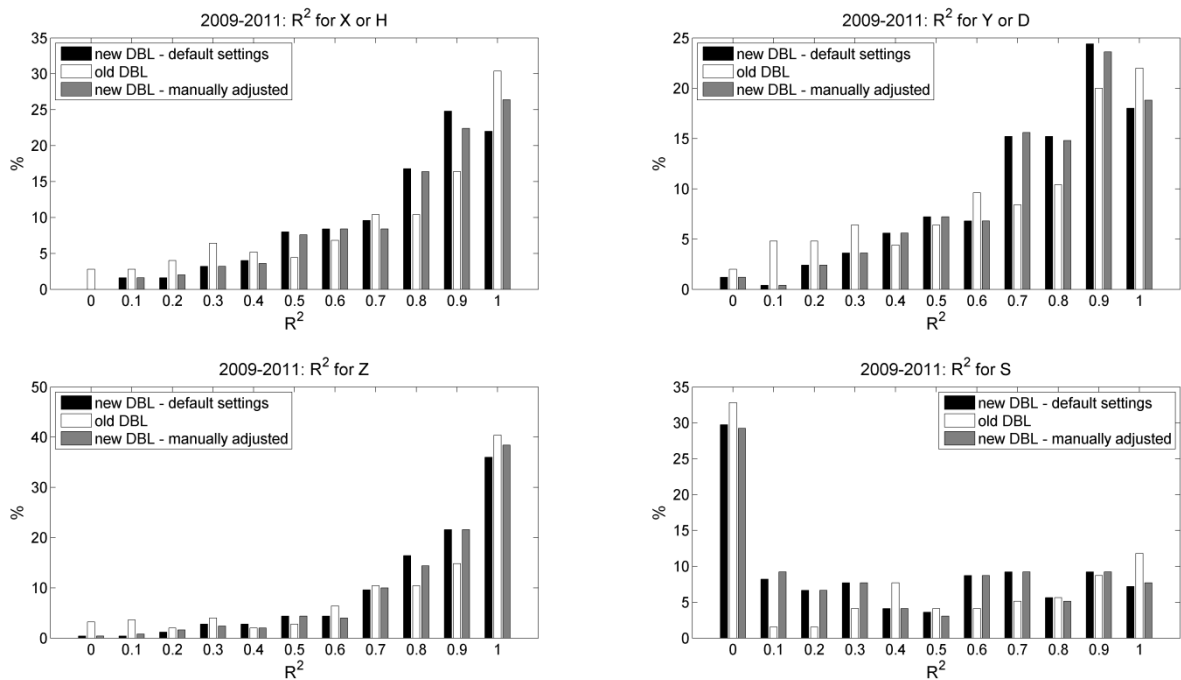 2009-2011: R² for X or H
new DBL - default settings
old DBL
new DBL - manually adjusted
35
30
25
20
15
10
5
0
%
0 0.1 0.2 0.3 0.4 0.5 0.6 0.7 0.8 0.9 1
R²
2009-2011: R² for Y or D
new DBL - default settings
old DBL
new DBL - manually adjusted
25
20
15
10
5
0
%
0 0.1 0.2 0.3 0.4 0.5 0.6 0.7 0.8 0.9 1
R²
2009-2011: R² for Z
new DBL - default settings
old DBL
new DBL - manually adjusted
50
40
30
20
10
0
%
0 0.1 0.2 0.3 0.4 0.5 0.6 0.7 0.8 0.9 1
R²
2009-2011: R² for S
new DBL - default settings
old DBL
new DBL - manually adjusted
35
30
25
20
15
10
5
0
%
0 0.1 0.2 0.3 0.4 0.5 0.6 0.7 0.8 0.9 1
R²